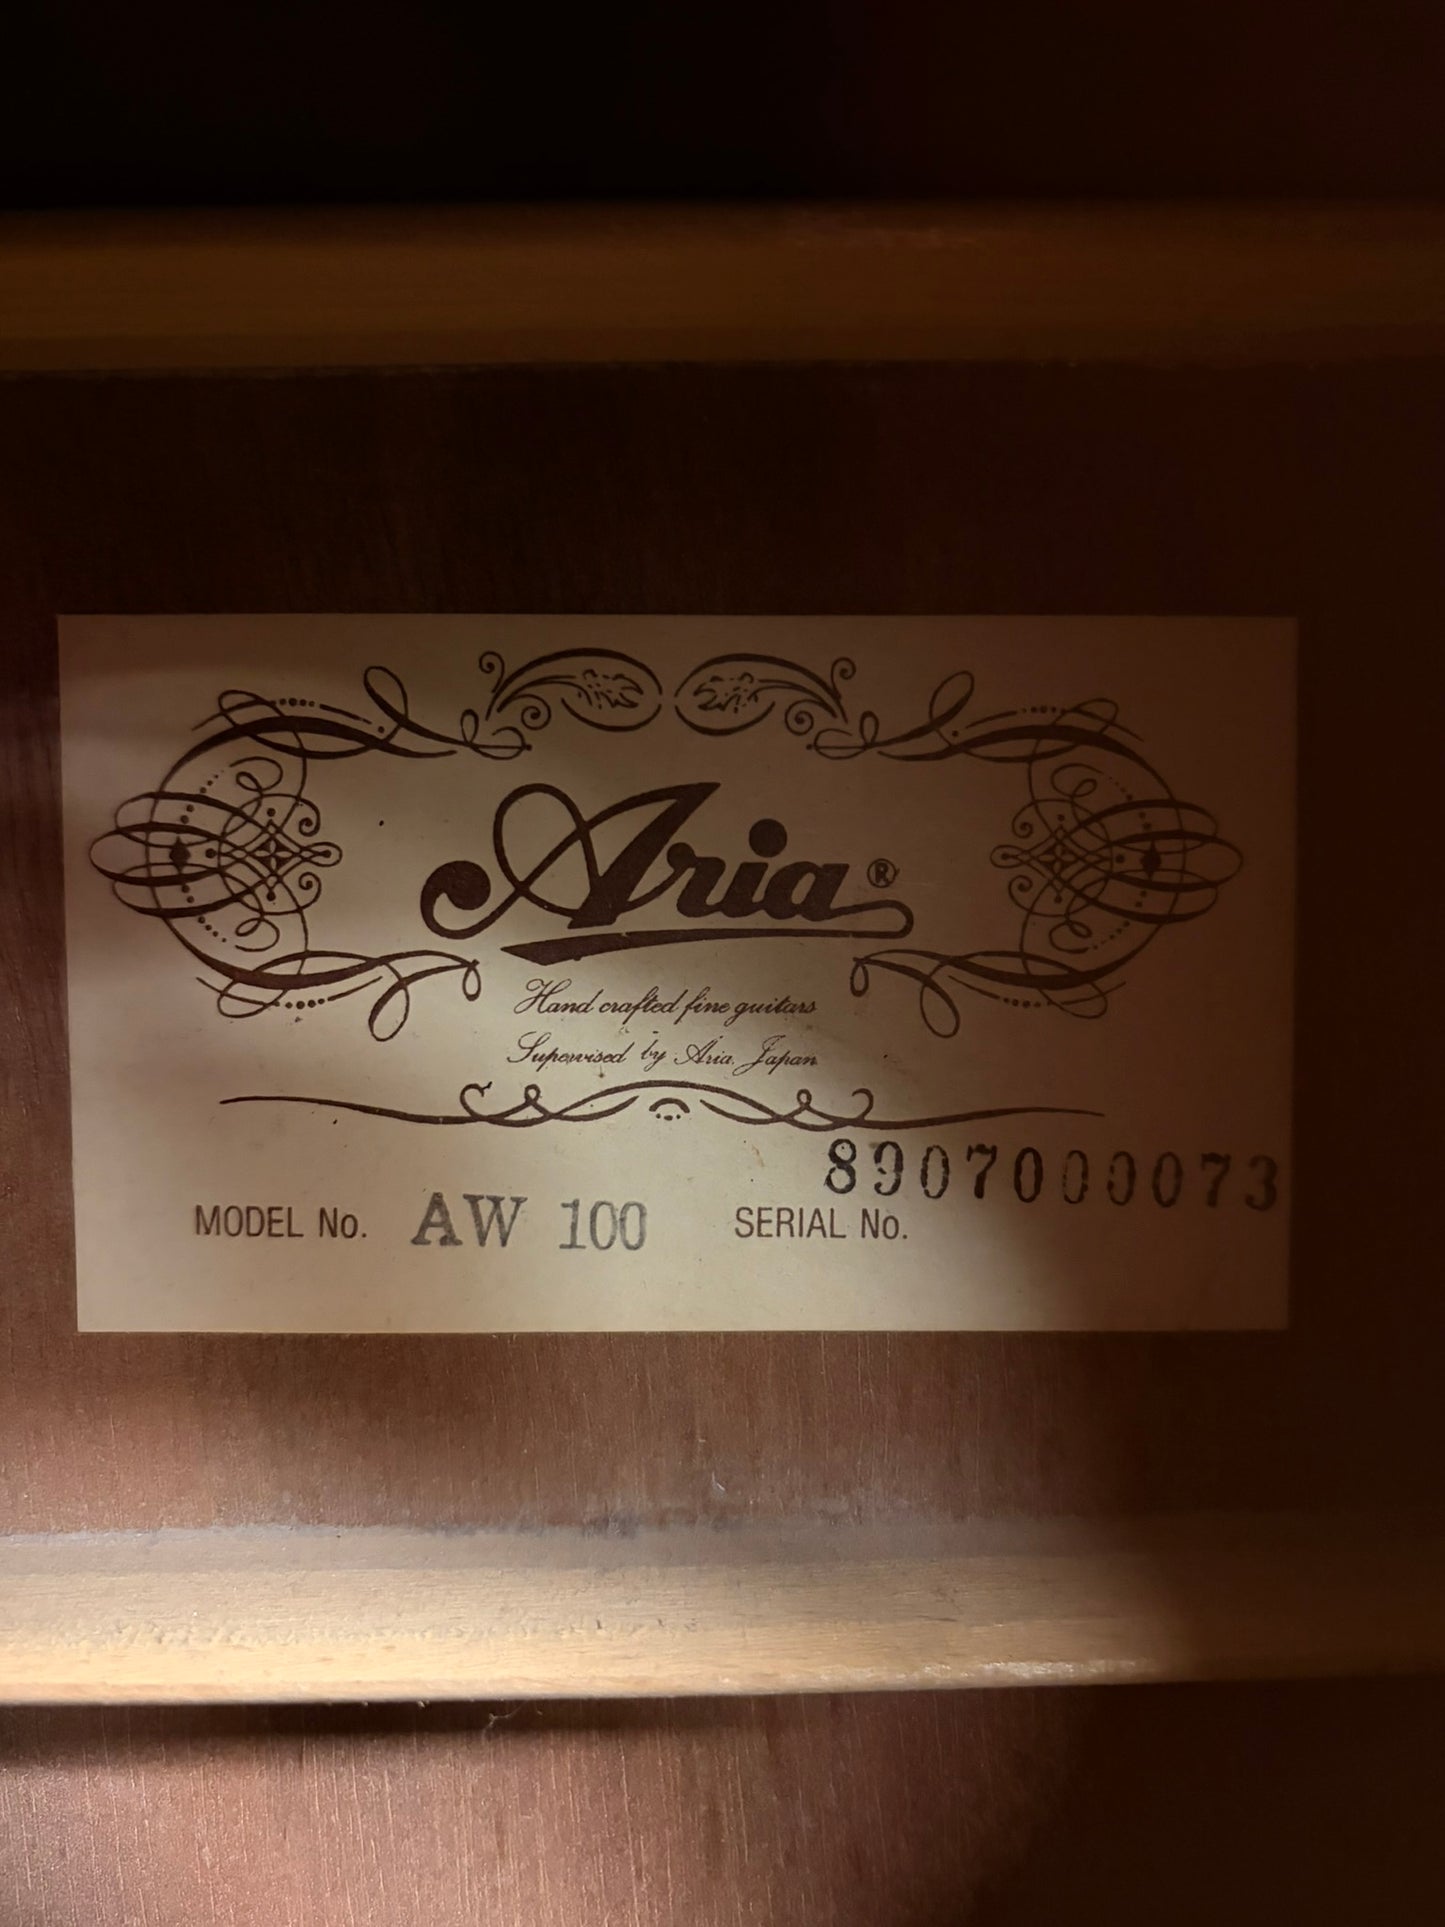 Aria®
Hand crafted fine guitars
Supervised by Aria, Japan
8907000073
MODEL No. AW 100 SERIAL No.